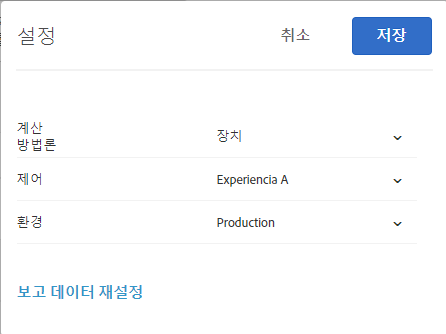 설정
취소
저장
계산
방법론
장치
제어
Experiencia A
환경
Production
보고 데이터 재설정